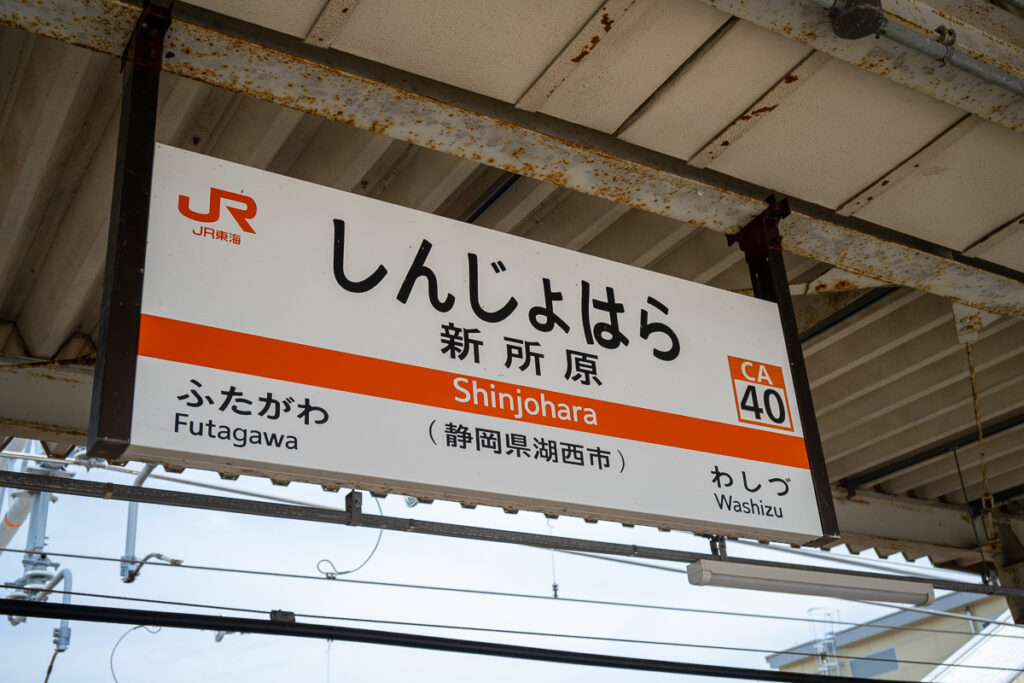 JR
JR東海
しんじょはら
新所原
Shinjohara
CA
40
ふたがわ
Futagawa
(静岡県湖西市)
わしづ
Washizu